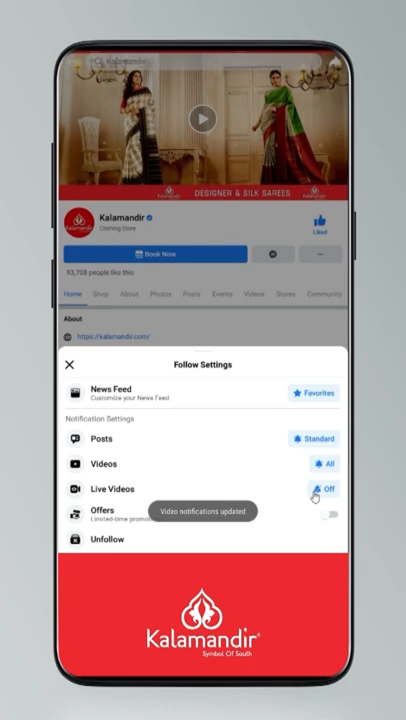 Kalamandir
DESIGNER & SILK SAREES
Kalamandir
Kalamandir
Clothing Store
Liked
Book Now
93,708 people like this
Home Shop About Photos Posts Events Videos Stores Community
About
https://kalamandir.com/
Follow Settings
News Feed
Customize your News Feed
Favorites
Notification Settings
Posts
Standard
Videos
All
Live Videos
Off
Video notifications updated
Offers
Unfollow
Kalamandir
Symbol Of South